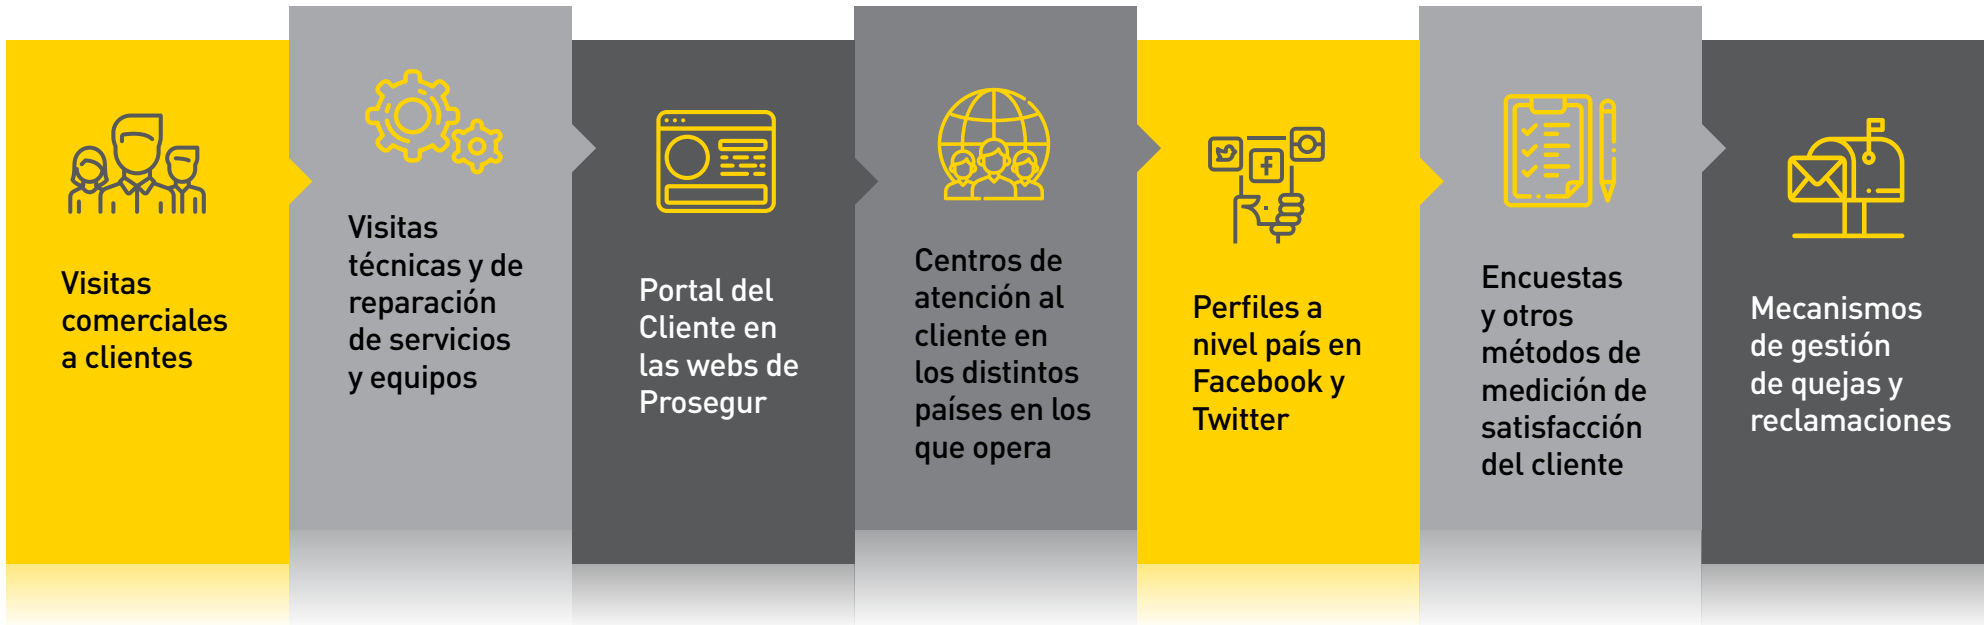 Visitas
comerciales
a clientes
Visitas
técnicas y de
reparación
de servicios
y equipos
Portal del
Cliente en
las webs de
Prosegur
Centros de
atención al
cliente en
los distintos
países en los
que opera
Perfiles a
nivel país en
Facebook y
Twitter
Encuestas
y otros
métodos de
medición de
satisfacción
del cliente
Mecanismos
de gestión
de quejas y
reclamaciones